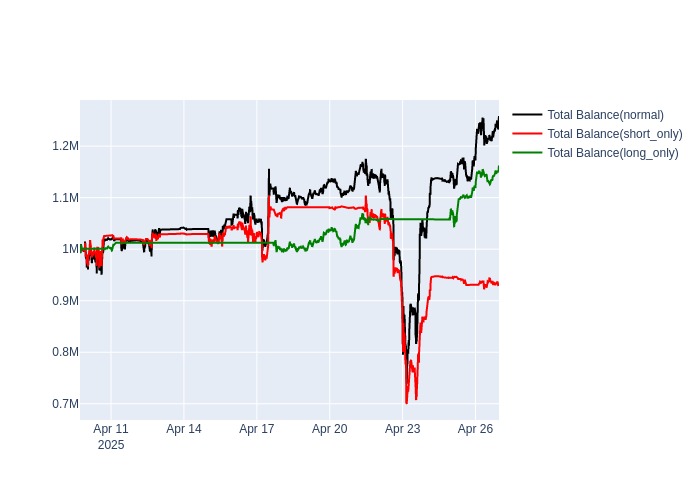 Total Balance(normal)
Total Balance(short_only)
Total Balance(long_only)
1.2M
1.1M
1M
0.9M
0.8M
0.7M
Apr 11
2025
Apr 14
Apr 17
Apr 20
Apr 23
Apr 26